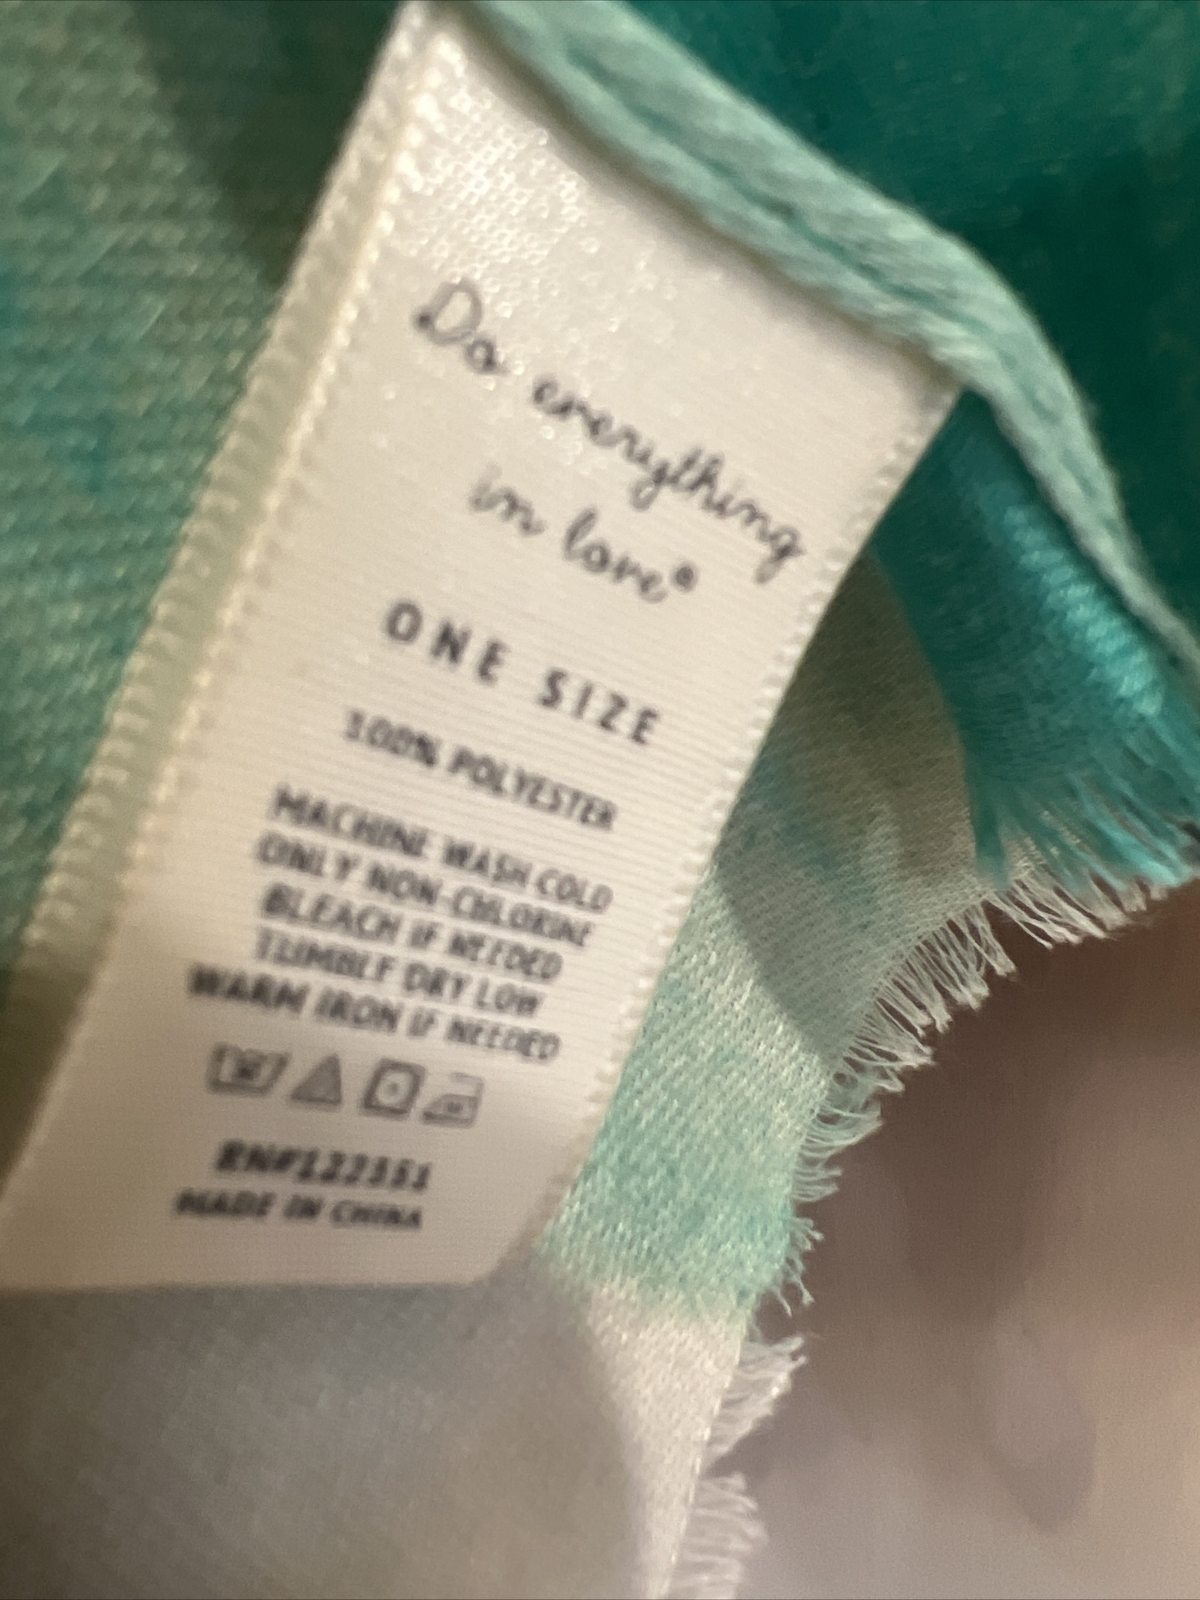 Do everything
in love®
ONE SIZE
100% POLYESTER
MACHINE WASH COLD
ONLY NON-CHLORINE
BLEACH IF NEEDED
TUMBLE DRY LOW
WARM IRON IF NEEDED
MADE IN CHINA